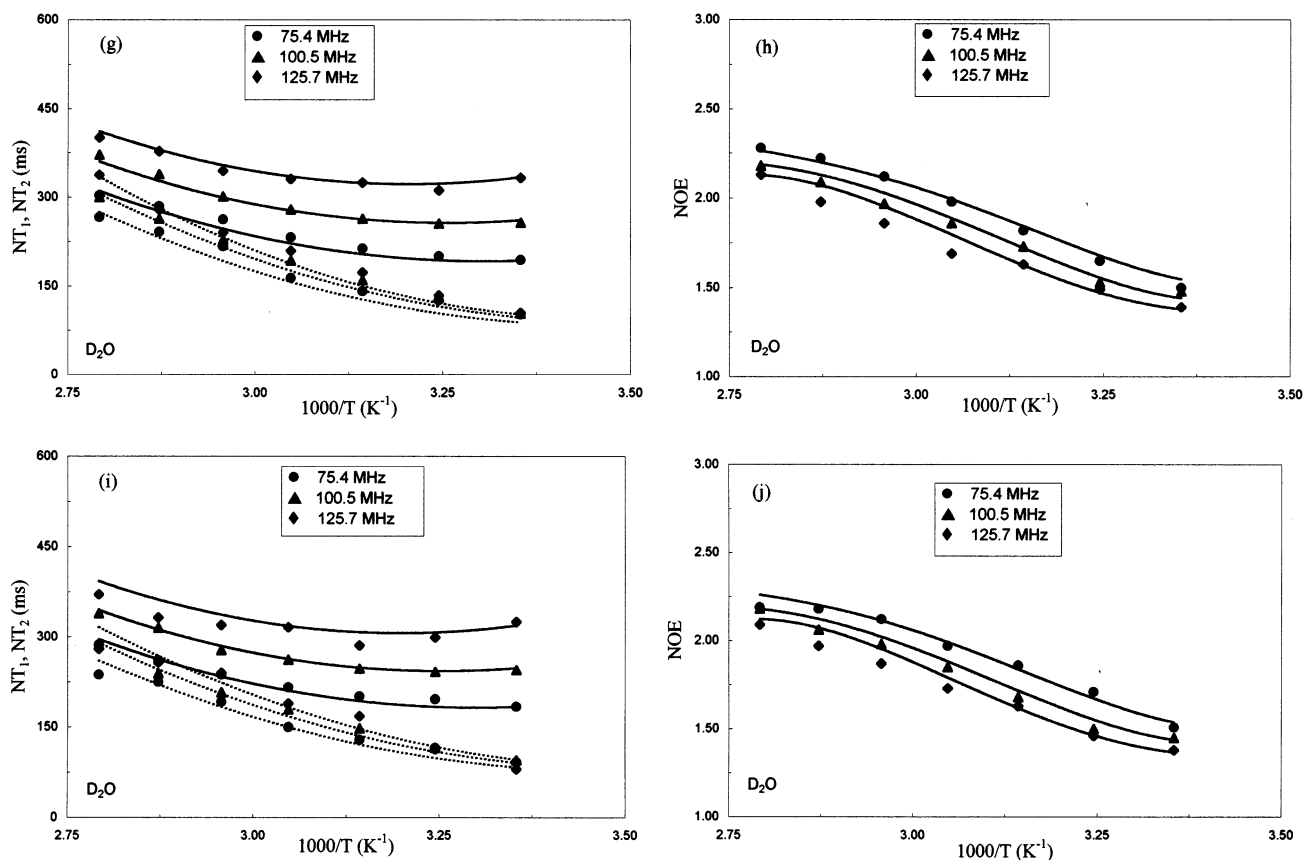 (g)
75.4 MHz
100.5 MHz
125.7 MHz
600
450
300
150
0
NT₁, NT₂ (ms)
D₂O
2.75
3.00
3.25
3.50
1000/T (K⁻¹)
(h)
75.4 MHz
100.5 MHz
125.7 MHz
3.00
2.50
2.00
1.50
1.00
NOE
D₂O
2.75
3.00
3.25
3.50
1000/T (K⁻¹)
(i)
75.4 MHz
100.5 MHz
125.7 MHz
600
450
300
150
0
NT₁, NT₂ (ms)
D₂O
2.75
3.00
3.25
3.50
1000/T (K⁻¹)
(j)
75.4 MHz
100.5 MHz
125.7 MHz
3.00
2.50
2.00
1.50
1.00
NOE
D₂O
2.75
3.00
3.25
3.50
1000/T (K⁻¹)